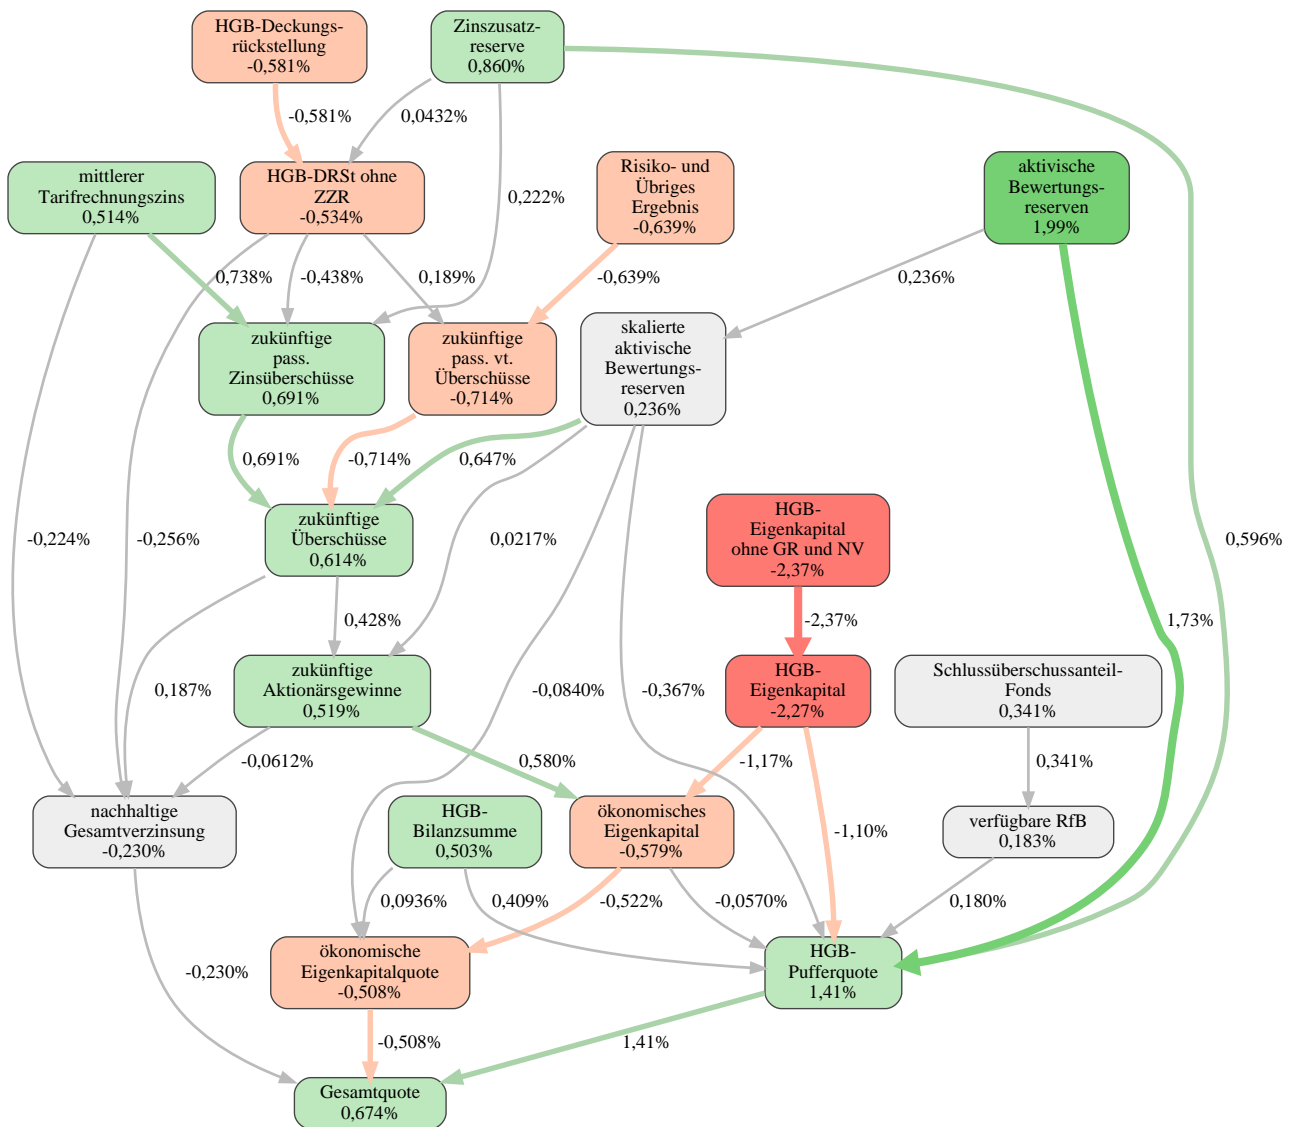 HGB-Deckungs-
rückstellung
-0,581%
Zinszusatz-
reserve
0,860%
-0,581%
0,0432%
mittlerer
Tarifrechnungszins
0,514%
HGB-DRSt ohne
ZZR
-0,534%
0,222%
Risiko- und
Übriges
Ergebnis
-0,639%
aktivische
Bewertungs-
reserven
1,99%
0,738%
-0,438%
0,189%
-0,639%
0,236%
zukünftige
pass.
Zinsüberschüsse
0,691%
zukünftige
pass. vt.
Überschüsse
-0,714%
skalierte
aktivische
Bewertungs-
reserven
0,236%
0,691%
-0,714%
0,647%
-0,224%
-0,256%
zukünftige
Überschüsse
0,614%
0,0217%
HGB-
Eigenkapital
ohne GR und NV
-2,37%
0,596%
0,428%
-2,37%
1,73%
0,187%
zukünftige
Aktionärsgewinne
0,519%
-0,0840%
-0,367%
HGB-
Eigenkapital
-2,27%
Schlussüberschussanteil-
Fonds
0,341%
-0,0612%
0,580%
-1,17%
0,341%
nachhaltige
Gesamtverzinsung
-0,230%
HGB-
Bilanzsumme
0,503%
ökonomisches
Eigenkapital
-0,579%
-1,10%
verfügbare RfB
0,183%
0,0936%
0,409%
-0,522%
-0,0570%
0,180%
-0,230%
ökonomische
Eigenkapitalquote
-0,508%
HGB-
Pufferquote
1,41%
-0,508%
1,41%
Gesamtquote
0,674%